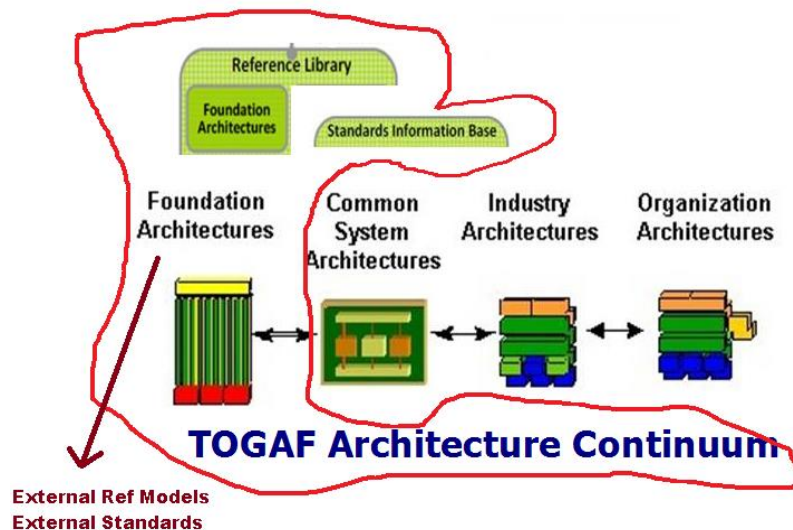 Reference Library
Foundation
Architectures
Standards Information Base
Foundation
Architectures
Common
System
Architectures
Industry
Architectures
Organization
Architectures
TOGAF Architecture Continuum
External Ref Models
External Standards